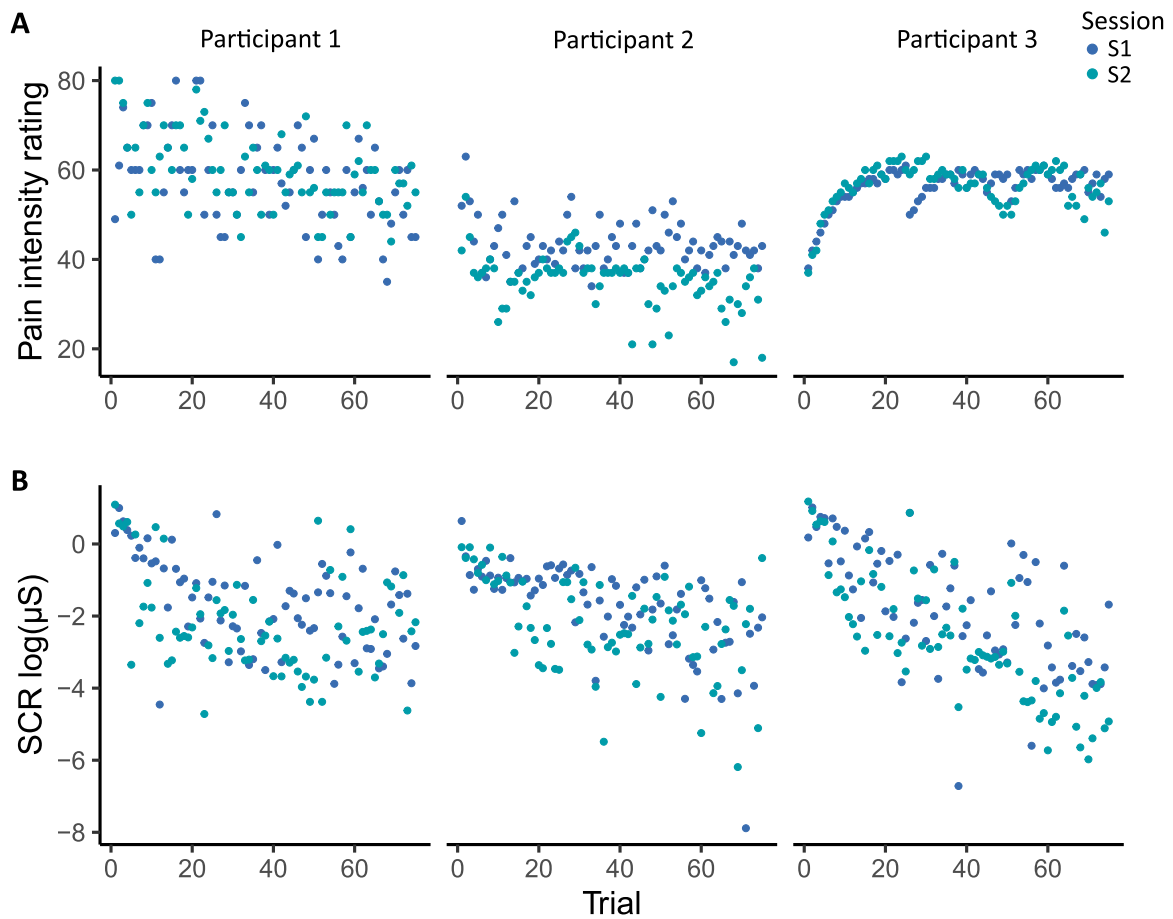 A
Participant 1
Participant 2
Participant 3
Session
S1
S2
Pain intensity rating
80
60
40
20
0 20 40 60
0 20 40 60
0 20 40 60
B
SCR log(µS)
0
−2
−4
−6
−8
0 20 40 60
0 20 40 60
0 20 40 60
Trial